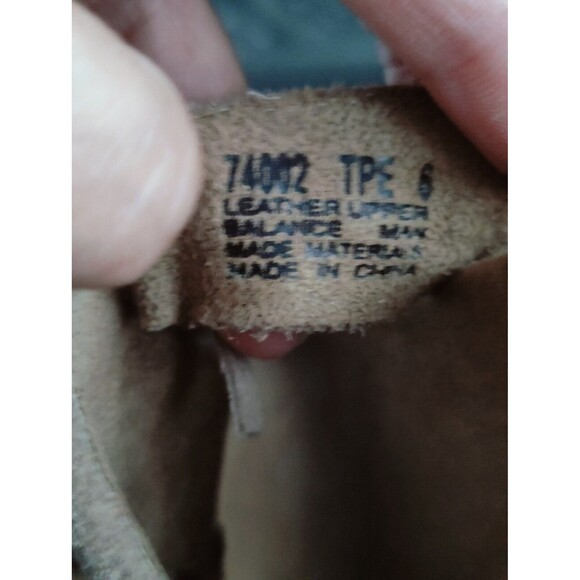 74002 TPE 6
LEATHER UPPER
BALANCE MAN
MADE MATERIALS
MADE IN CHINA